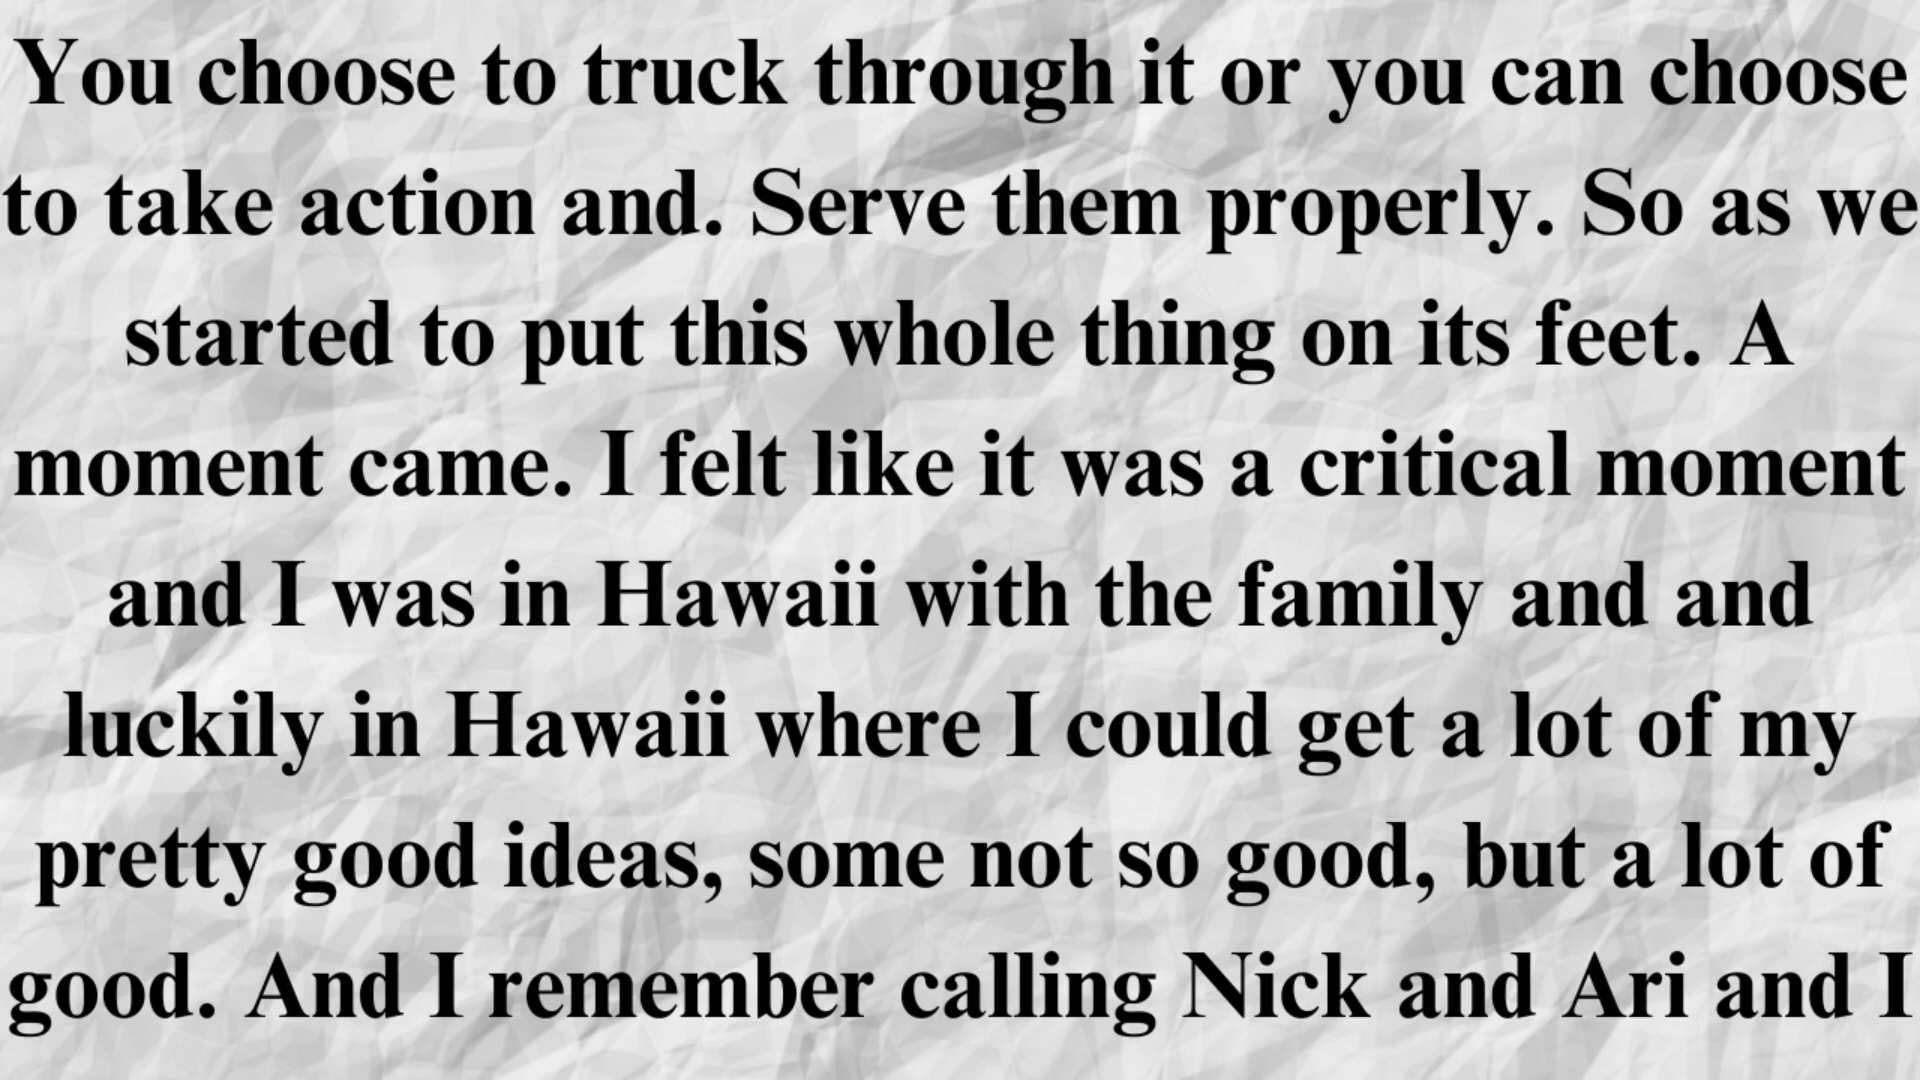 You choose to truck through it or you can choose
to take action and. Serve them properly. So as we
started to put this whole thing on its feet. A
moment came. I felt like it was a critical moment
and I was in Hawaii with the family and and
luckily in Hawaii where I could get a lot of my
pretty good ideas, some not so good, but a lot of
good. And I remember calling Nick and Ari and I